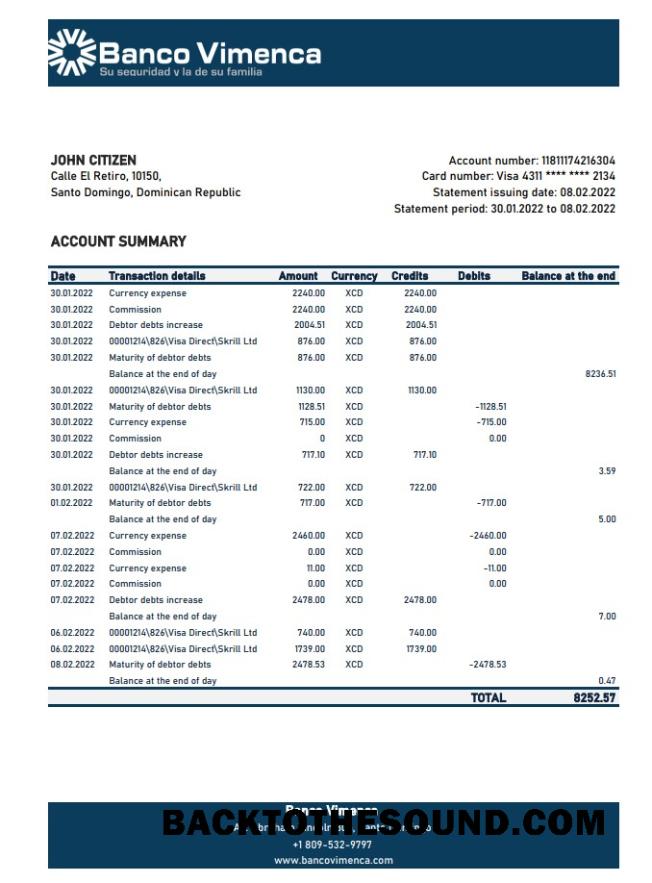 Banco Vimenca
Su seguridad y la de su familia
JOHN CITIZEN
Calle El Retiro, 10150,
Santo Domingo, Dominican Republic
Account number: 11811174216304
Card number: Visa 4311 **** **** 2134
Statement issuing date: 08.02.2022
Statement period: 30.01.2022 to 08.02.2022
ACCOUNT SUMMARY
Date Transaction details Amount Currency Credits Debits Balance at the end
30.01.2022 Currency expense 2240.00 XCD 2240.00
30.01.2022 Commission 2240.00 XCD 2240.00
30.01.2022 Debtor debts increase 2004.51 XCD 2004.51
30.01.2022 00001214\826\Visa Direct\Skrill Ltd 876.00 XCD 876.00
30.01.2022 Maturity of debtor debts 876.00 XCD 876.00
Balance at the end of day 8236.51
30.01.2022 00001214\826\Visa Direct\Skrill Ltd 1130.00 XCD 1130.00
30.01.2022 Maturity of debtor debts 1128.51 XCD -1128.51
30.01.2022 Currency expense 715.00 XCD -715.00
30.01.2022 Commission 0 XCD 0.00
30.01.2022 Debtor debts increase 717.10 XCD 717.10
Balance at the end of day 3.59
30.01.2022 00001214\826\Visa Direct\Skrill Ltd 722.00 XCD 722.00
01.02.2022 Maturity of debtor debts 717.00 XCD -717.00
Balance at the end of day 5.00
07.02.2022 Currency expense 2460.00 XCD -2460.00
07.02.2022 Commission 0.00 XCD 0.00
07.02.2022 Currency expense 11.00 XCD -11.00
07.02.2022 Commission 0.00 XCD 0.00
07.02.2022 Debtor debts increase 2478.00 XCD 2478.00
Balance at the end of day 7.00
06.02.2022 00001214\826\Visa Direct\Skrill Ltd 740.00 XCD 740.00
06.02.2022 00001214\826\Visa Direct\Skrill Ltd 1739.00 XCD 1739.00
08.02.2022 Maturity of debtor debts 2478.53 XCD -2478.53
Balance at the end of day 0.47
TOTAL 8252.57
Banco Vimenca
BACKTOTHESOUND.COM
+1 809-532-9797
www.bancovimenca.com